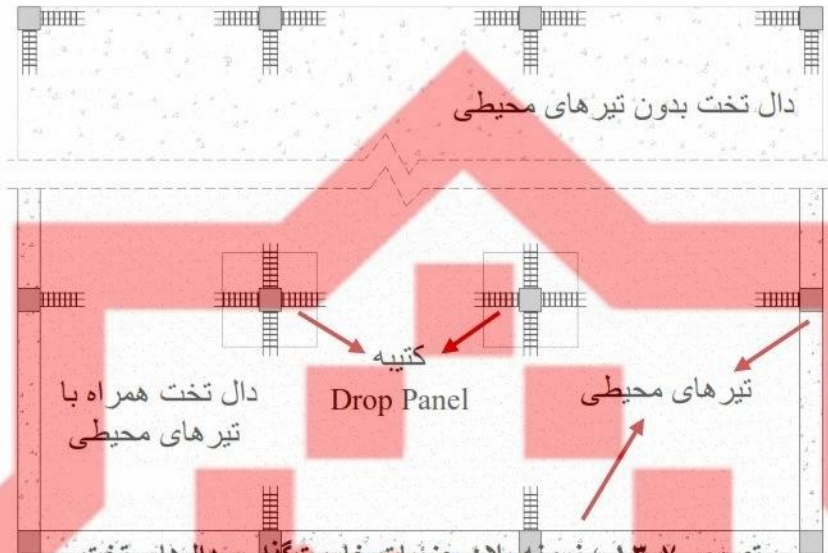 دال تخت بدون تیرهای محیطی
کتیبه
Drop Panel
تیرهای محیطی
دال تخت همراه با
تیرهای محیطی